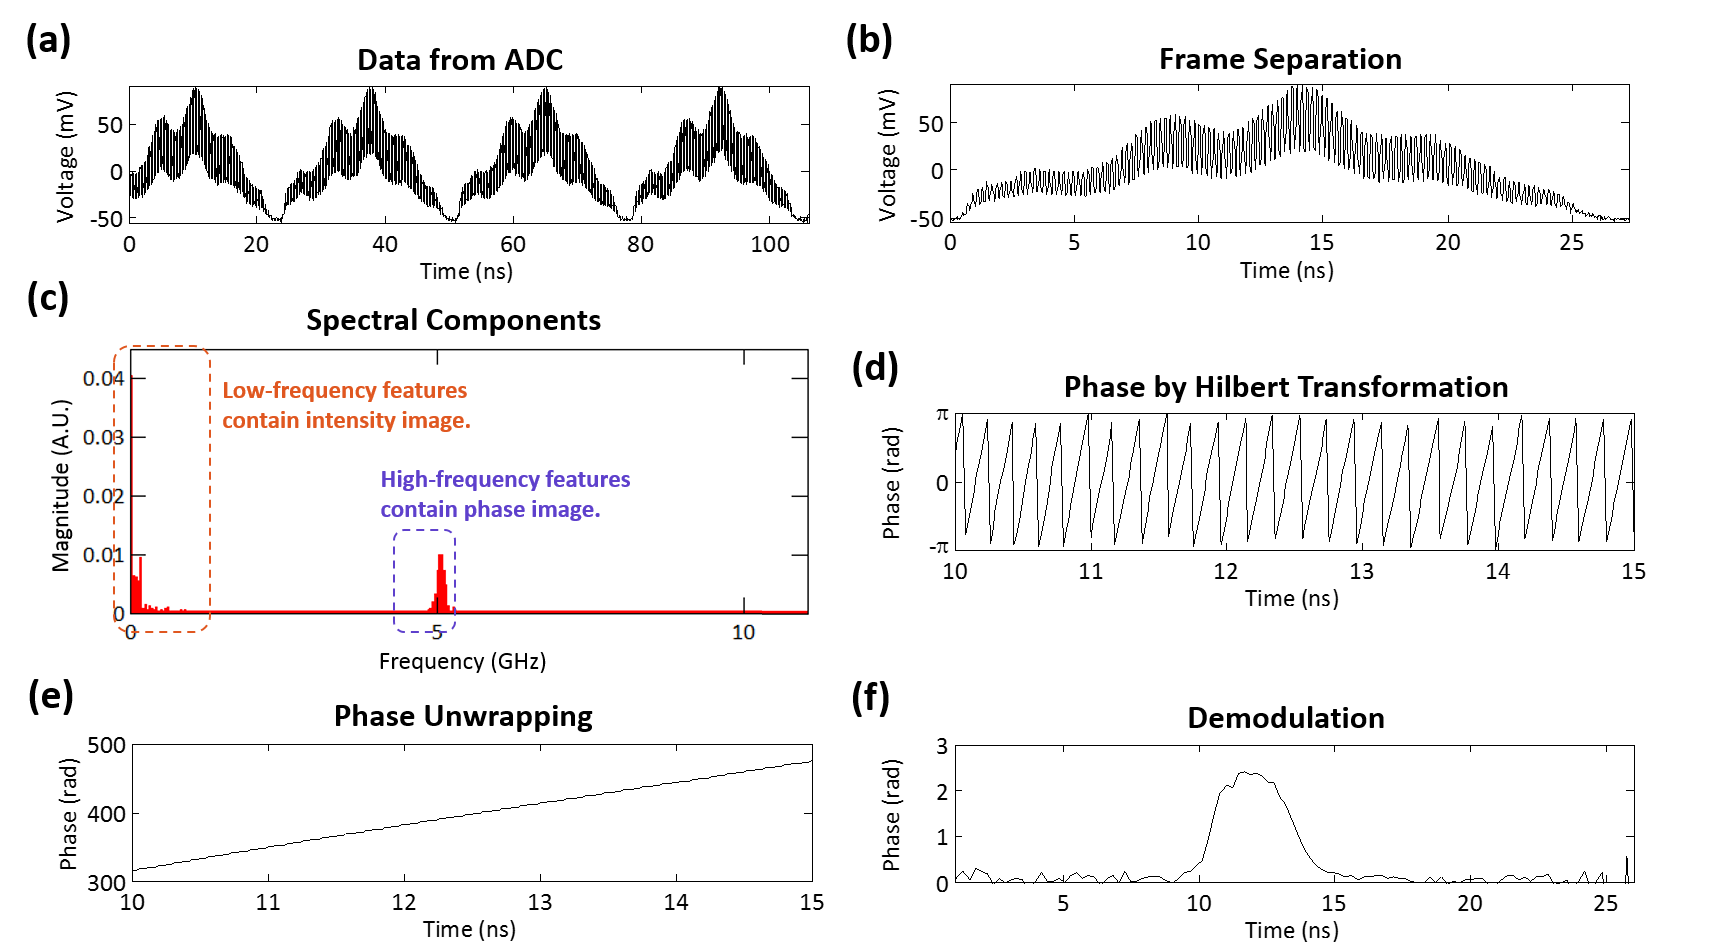 (a)
Data from ADC
Voltage (mV)
50
0
-50
0 20 40 60 80 100
Time (ns)
(b)
Frame Separation
Voltage (mV)
50
0
-50
0 5 10 15 20 25
Time (ns)
(c)
Spectral Components
Magnitude (A.U.)
0.04
0.03
0.02
0.01
0
Low-frequency features
contain intensity image.
High-frequency features
contain phase image.
0 5 10
Frequency (GHz)
(d)
Phase by Hilbert Transformation
Phase (rad)
π
0
-π
10 11 12 13 14 15
Time (ns)
(e)
Phase Unwrapping
Phase (rad)
500
400
300
10 11 12 13 14 15
Time (ns)
(f)
Demodulation
Phase (rad)
3
2
1
0
5 10 15 20 25
Time (ns)